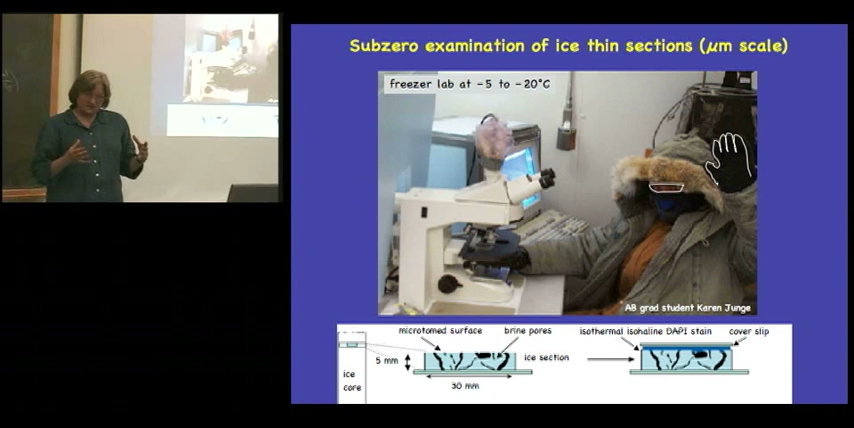 Subzero examination of ice thin sections (μm scale)
freezer lab at -5 to -20°C
AB grad student Karen Junge
microtomed surface
brine pores
isothermal isohaline DAPI stain
cover slip
5 mm
ice section
ice
core
30 mm